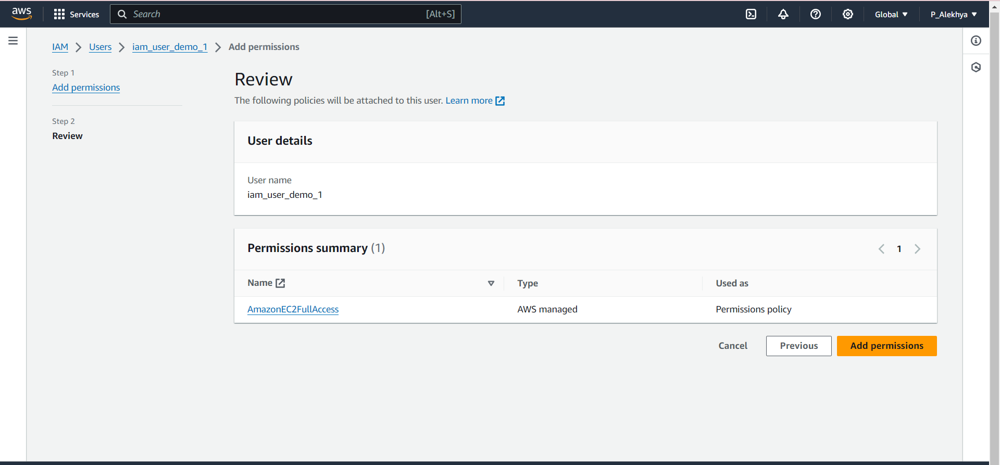 aws
Services
Search
[Alt+S]
Global
P_Alekhya
IAM
Users
iam_user_demo_1
Add permissions
Step 1
Add permissions
Step 2
Review
Review
The following policies will be attached to this user. Learn more
User details
User name
iam_user_demo_1
Permissions summary (1)
1
Name
Type
Used as
AmazonEC2FullAccess
AWS managed
Permissions policy
Cancel
Previous
Add permissions